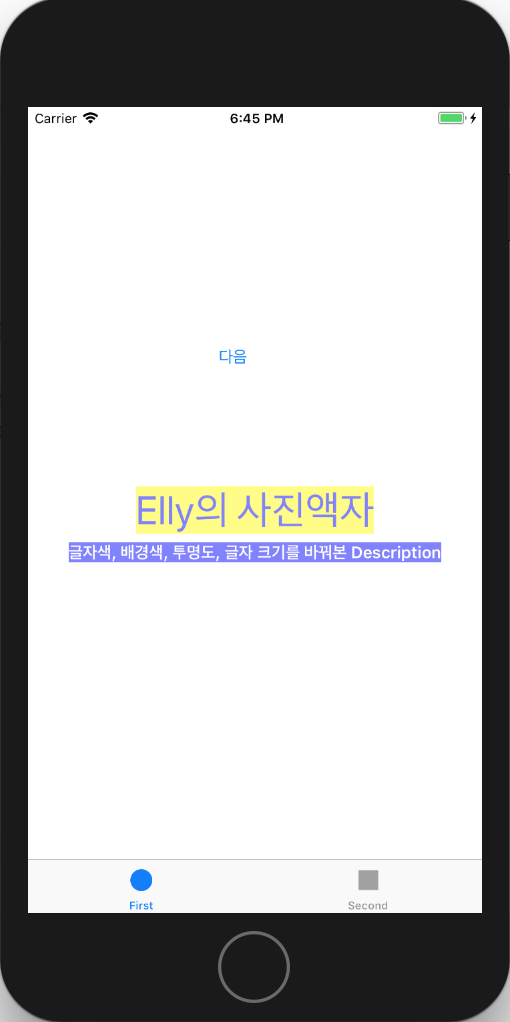 Carrier 6:45 PM
다음
Elly의 사진액자
글자색, 배경색, 투명도, 글자 크기를 바꿔본 Description
First Second